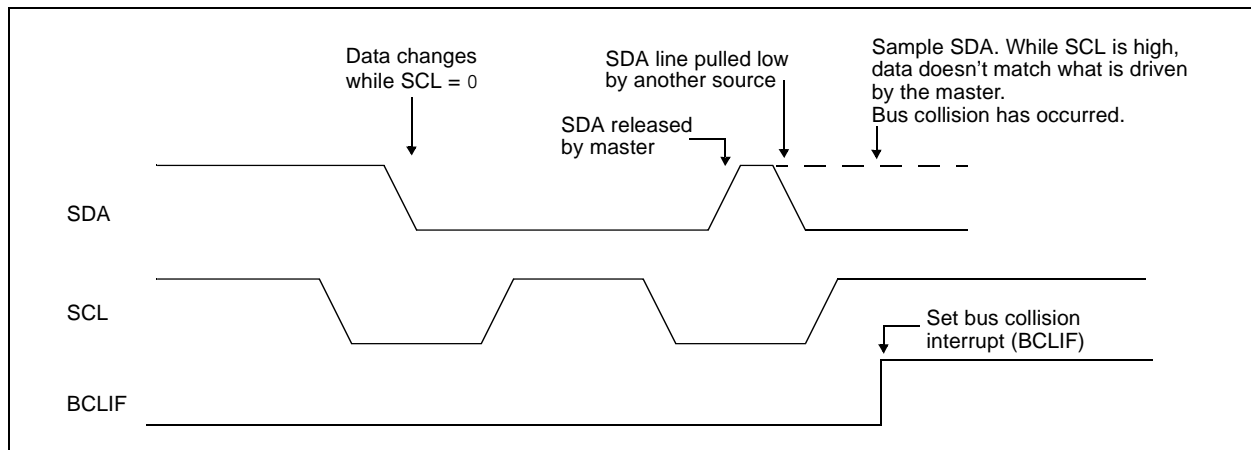 Data changes
while SCL = 0
SDA line pulled low
by another source
SDA released
by master
Sample SDA. While SCL is high,
data doesn't match what is driven
by the master.
Bus collision has occurred.
SDA
SCL
Set bus collision
interrupt (BCLIF)
BCLIF